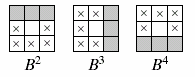 × × × × × ×
× × × × ×
× × × × ×
B² B³ B⁴